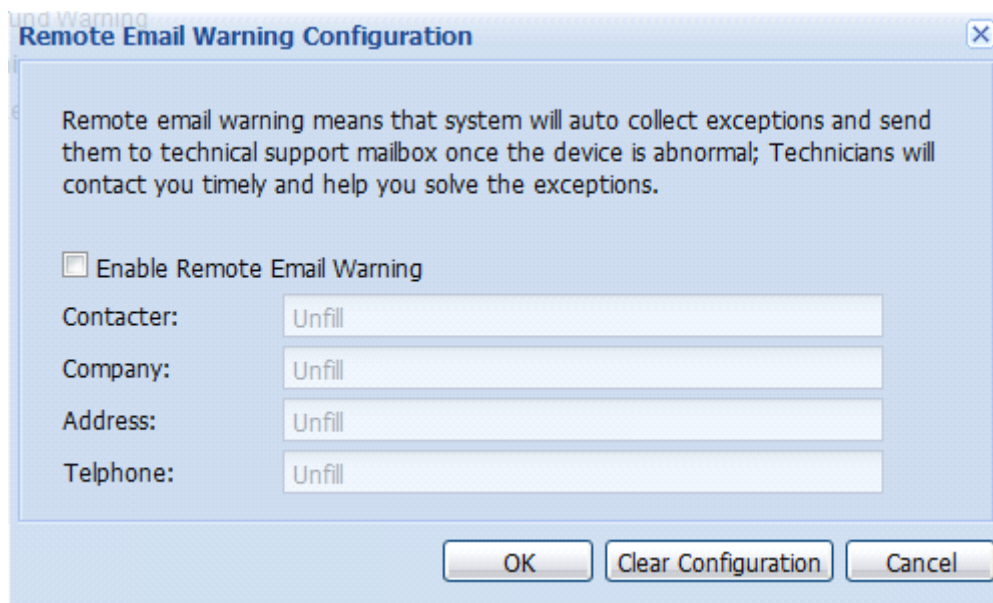 und Warning
Remote Email Warning Configuration
Remote email warning means that system will auto collect exceptions and send
them to technical support mailbox once the device is abnormal; Technicians will
contact you timely and help you solve the exceptions.
Enable Remote Email Warning
Contacter: Unfill
Company: Unfill
Address: Unfill
Telphone: Unfill
OK Clear Configuration Cancel